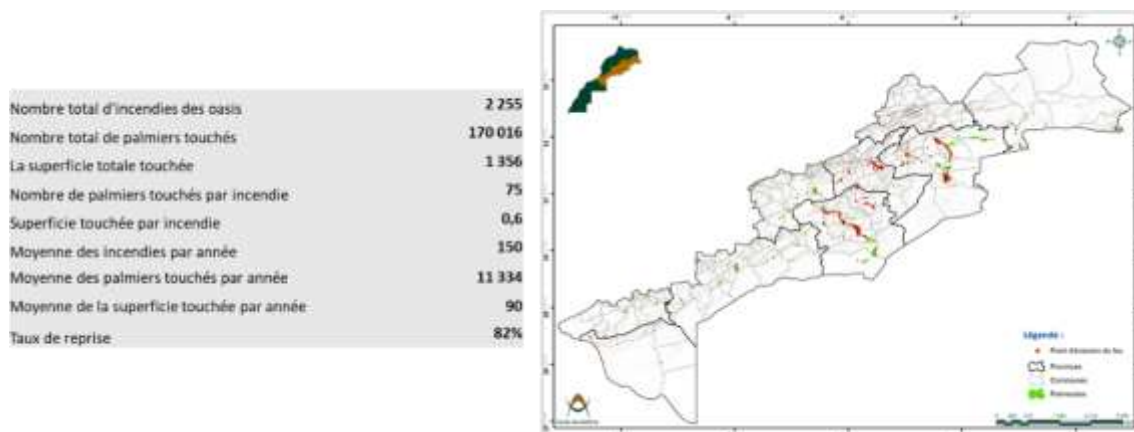 Nombre total d'incendies des oasis 2 255
Nombre total de palmiers touchés 170 016
La superficie totale touchée 1 356
Nombre de palmiers touchés par incendie 75
Superficie touchée par incendie 0,6
Moyenne des incendies par année 150
Moyenne des palmiers touchés par année 11 334
Moyenne de la superficie touchée par année 90
Taux de reprise 82%
Légende :
Provinces
Communes
Palmeraies